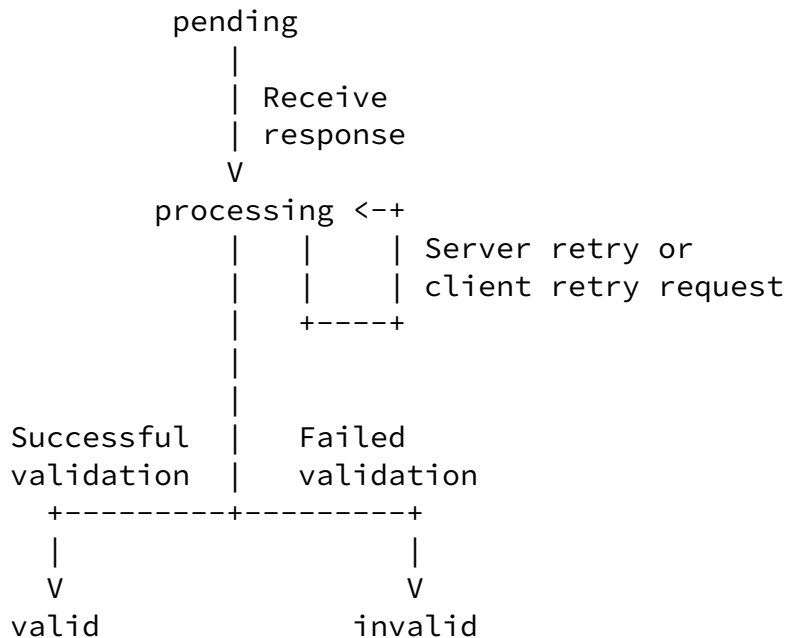 pending
               |
               | Receive
               | response
               V
           processing <-+
               |   |    | Server retry or
               |   |    | client retry request
               |   +----+
               |
               |
   Successful  |   Failed
   validation  |   validation
     +---------+---------+
     |                   |
     V                   V
   valid              invalid